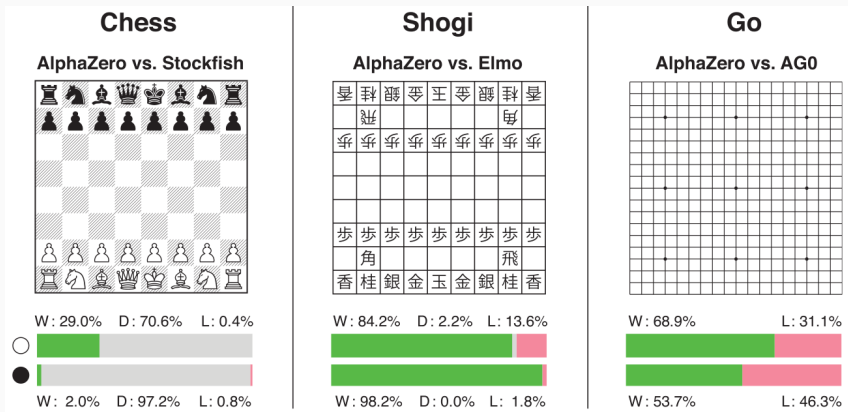 Chess
AlphaZero vs. Stockfish
W: 29.0% D: 70.6% L: 0.4%
W: 2.0% D: 97.2% L: 0.8%
Shogi
AlphaZero vs. Elmo
香桂銀金王金銀桂香
飛 角
歩歩歩歩歩歩歩歩歩
歩歩歩歩歩歩歩歩歩
角 飛
香桂銀金玉金銀桂香
W: 84.2% D: 2.2% L: 13.6%
W: 98.2% D: 0.0% L: 1.8%
Go
AlphaZero vs. AG0
W: 68.9% L: 31.1%
W: 53.7% L: 46.3%